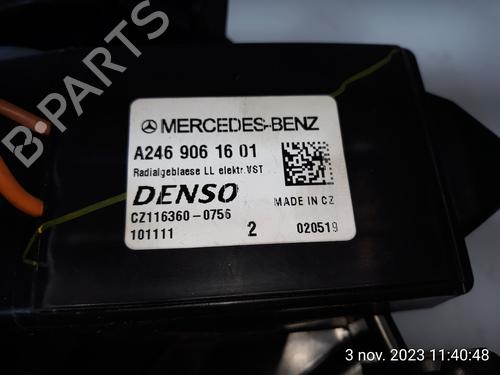 B-PARTS
MERCEDES-BENZ
A246 906 16 01
Radialgeblaese LL elektr.VST
DENSO
CZ116360-0756
MADE IN CZ
101111 2 020519
3 nov. 2023 11:40:48